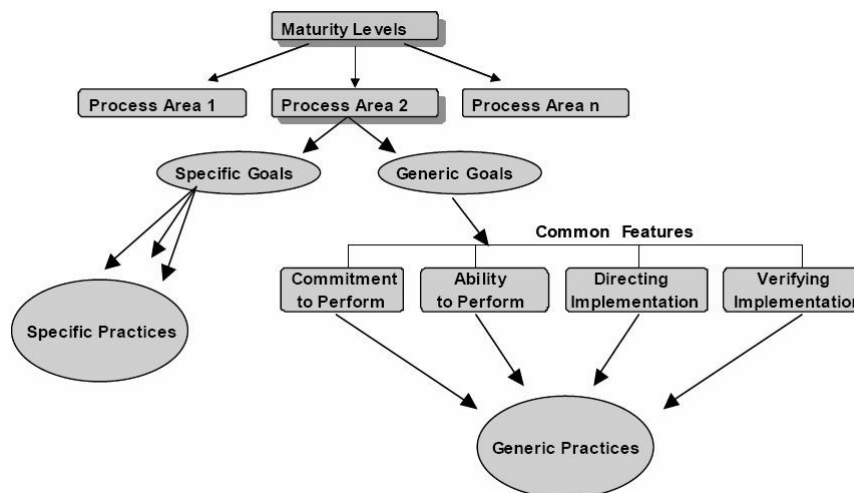 Maturity Levels
Process Area 1
Process Area 2
Process Area n
Specific Goals
Generic Goals
Common Features
Commitment
to Perform
Ability
to Perform
Directing
Implementation
Verifying
Implementation
Specific Practices
Generic Practices